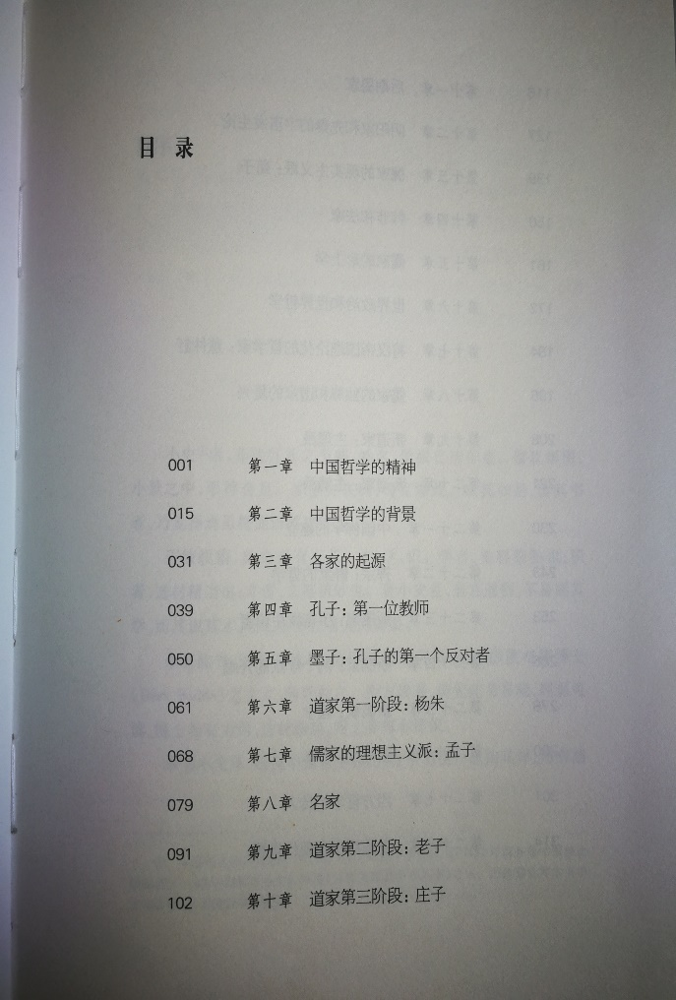 目 录
001 第一章 中国哲学的精神
015 第二章 中国哲学的背景
031 第三章 各家的起源
039 第四章 孔子：第一位教师
050 第五章 墨子：孔子的第一个反对者
061 第六章 道家第一阶段：杨朱
068 第七章 儒家的理想主义派：孟子
079 第八章 名家
091 第九章 道家第二阶段：老子
102 第十章 道家第三阶段：庄子